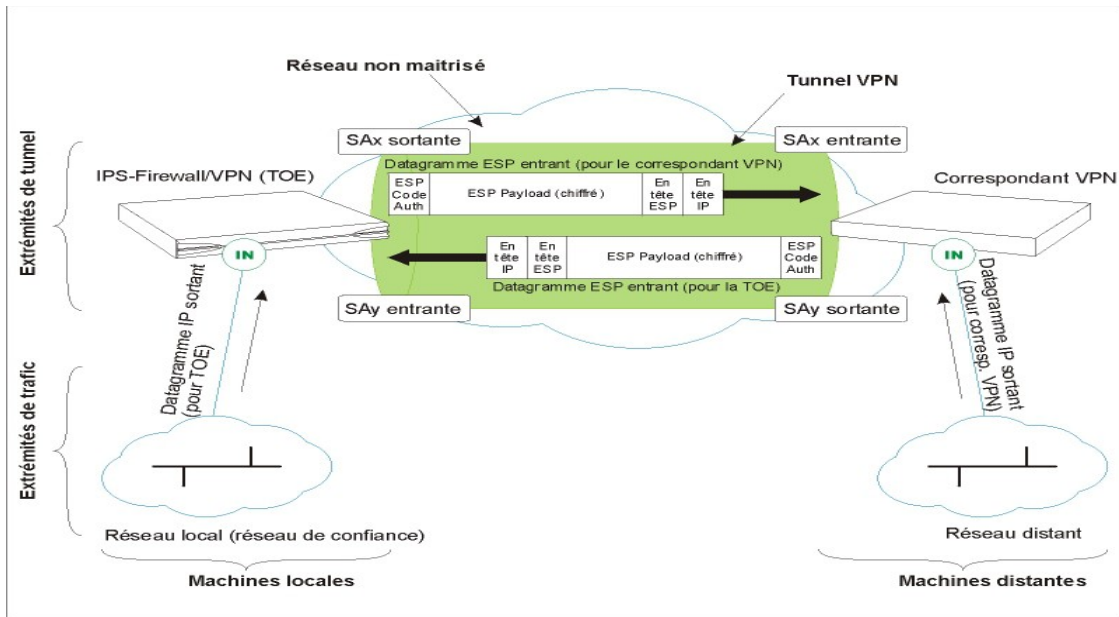 Réseau non maitrisé
Tunnel VPN
Extrémités de tunnel
SAx sortante
SAx entrante
Datagramme ESP entrant (pour le correspondant VPN)
IPS-Firewall/VPN (TOE)
Correspondant VPN
ESP
Code
Auth
ESP Payload (chiffré)
En
tête
ESP
En
tête
IP
IN
En
tête
IP
En
tête
ESP
ESP Payload (chiffré)
ESP
Code
Auth
IN
Datagramme ESP entrant (pour la TOE)
SAy entrante
SAy sortante
Datagramme IP sortant
(pour TOE)
Datagramme IP sortant
(pour corresp. VPN)
Extrémités de trafic
Réseau local (réseau de confiance)
Réseau distant
Machines locales
Machines distantes